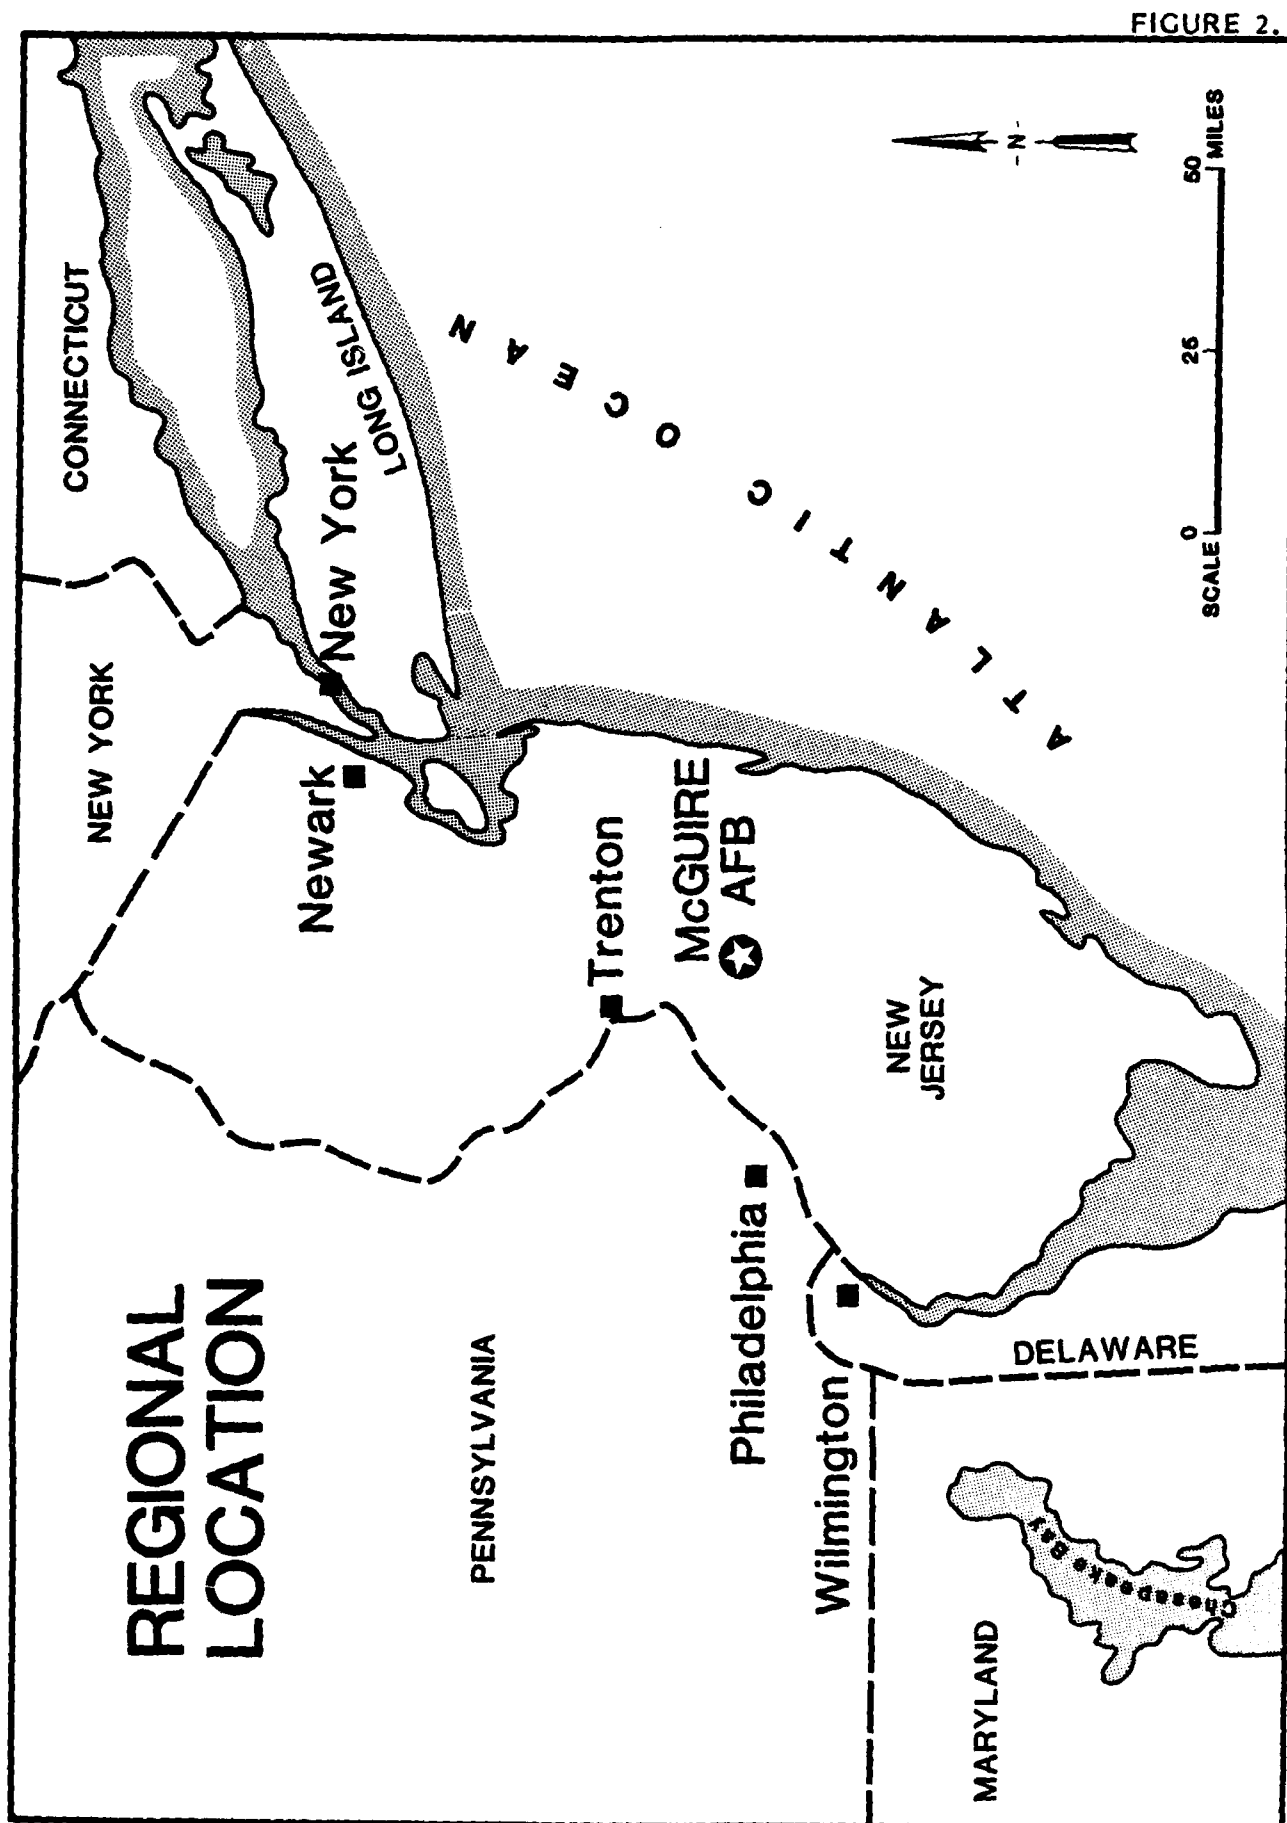 FIGURE 2.
REGIONAL
LOCATION
CONNECTICUT
NEW YORK
LONG ISLAND
New York
Newark
ATLANTIC OCEAN
Trenton
McGUIRE
AFB
PENNSYLVANIA
NEW
JERSEY
Philadelphia
Wilmington
DELAWARE
MARYLAND
Chesapeake Bay
-N-
SCALE 0 25 50 MILES